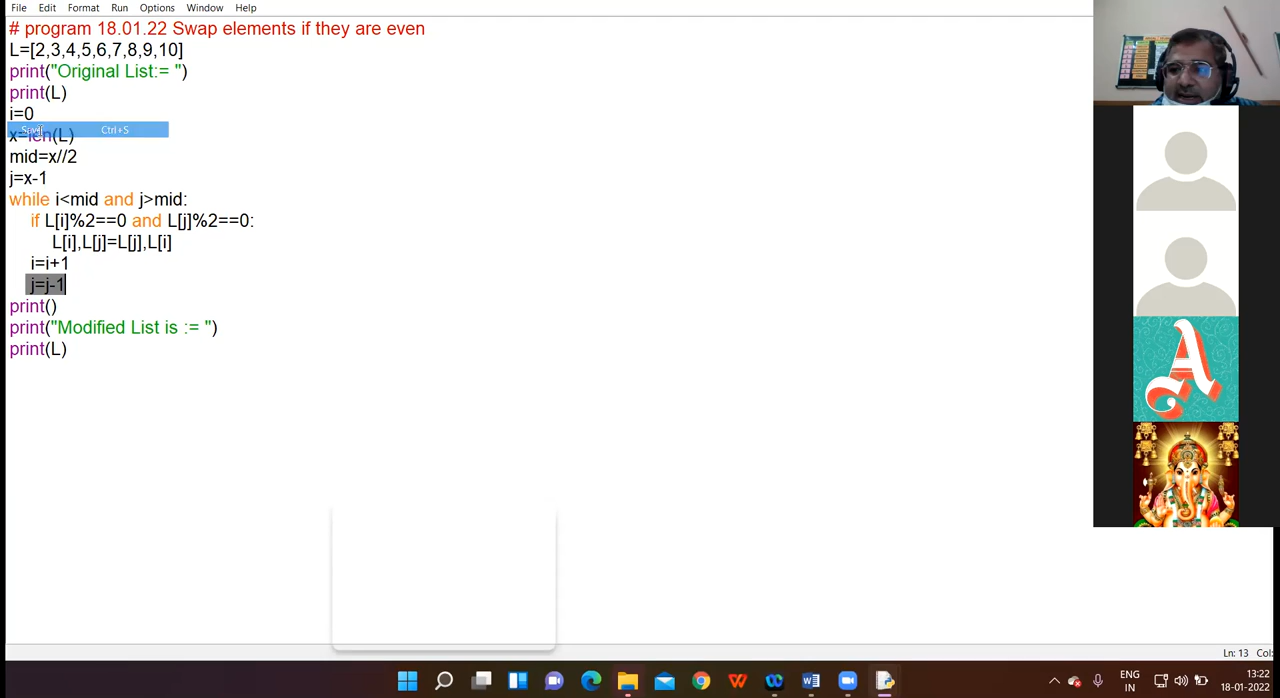 File Edit Format Run Options Window Help
# program 18.01.22 Swap elements if they are even
L=[2,3,4,5,6,7,8,9,10]
print("Original List:= ")
print(L)
i=0
Save Ctrl+S
x=len(L)
mid=x//2
j=x-1
while i<mid and j>mid:
if L[i]%2==0 and L[j]%2==0:
L[i],L[j]=L[j],L[i]
i=i+1
j=j-1
print()
print("Modified List is := ")
print(L)
A
Ln: 13 Col:
ENG
IN
13:22
18-01-2022